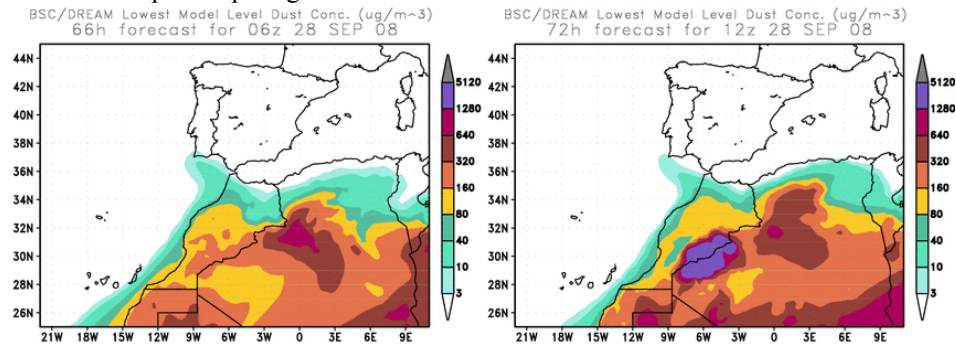 BSC/DREAM Lowest Model Level Dust Conc. (ug/m^3)
66h forecast for 06z 28 SEP 08
44N
42N
40N
38N
36N
34N
32N
30N
28N
26N
21W 18W 15W 12W 9W 6W 3W 0 3E 6E 9E
5120
1280
640
320
160
80
40
10
3
BSC/DREAM Lowest Model Level Dust Conc. (ug/m^3)
72h forecast for 12z 28 SEP 08
44N
42N
40N
38N
36N
34N
32N
30N
28N
26N
21W 18W 15W 12W 9W 6W 3W 0 3E 6E 9E
5120
1280
640
320
160
80
40
10
3